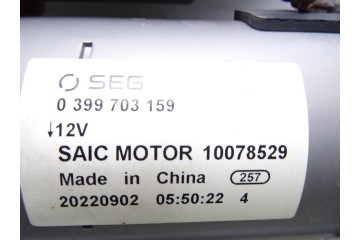 SEG
0 399 703 159
↓12V
SAIC MOTOR 10078529
Made in China 257
20220902 05:50:22 4